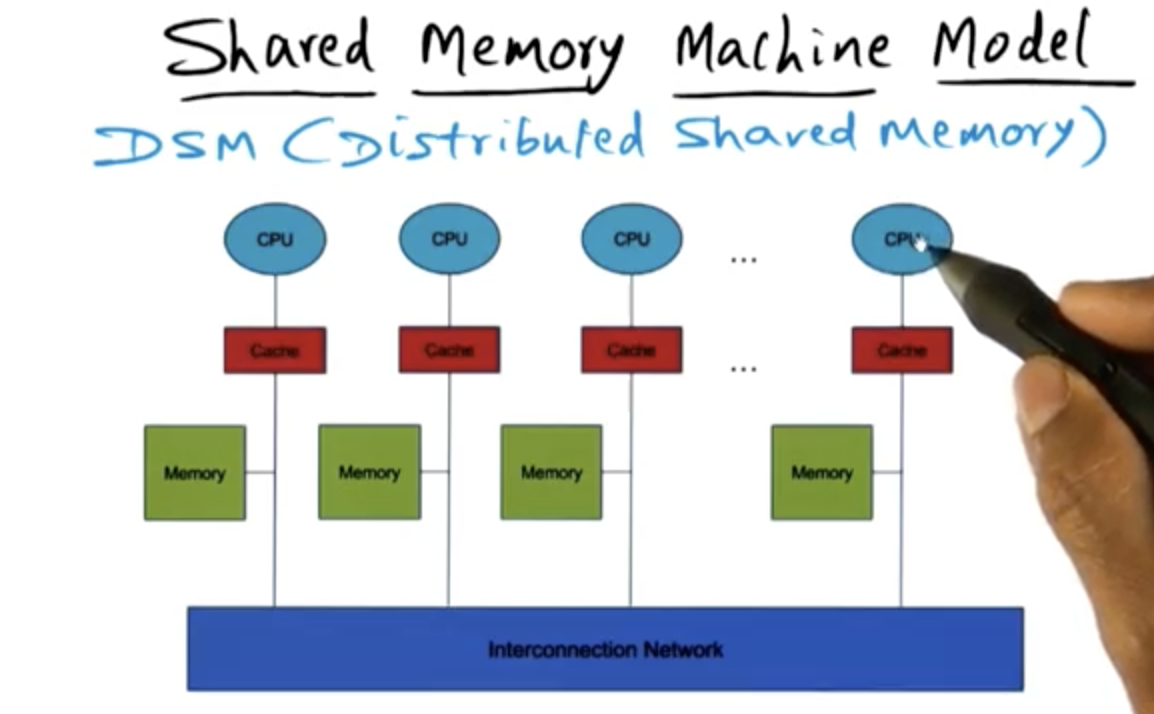 Shared Memory Machine Model
DSM (Distributed Shared Memory)
CPU CPU CPU ... CPU
Cache Cache Cache ... Cache
Memory Memory Memory Memory
Interconnection Network